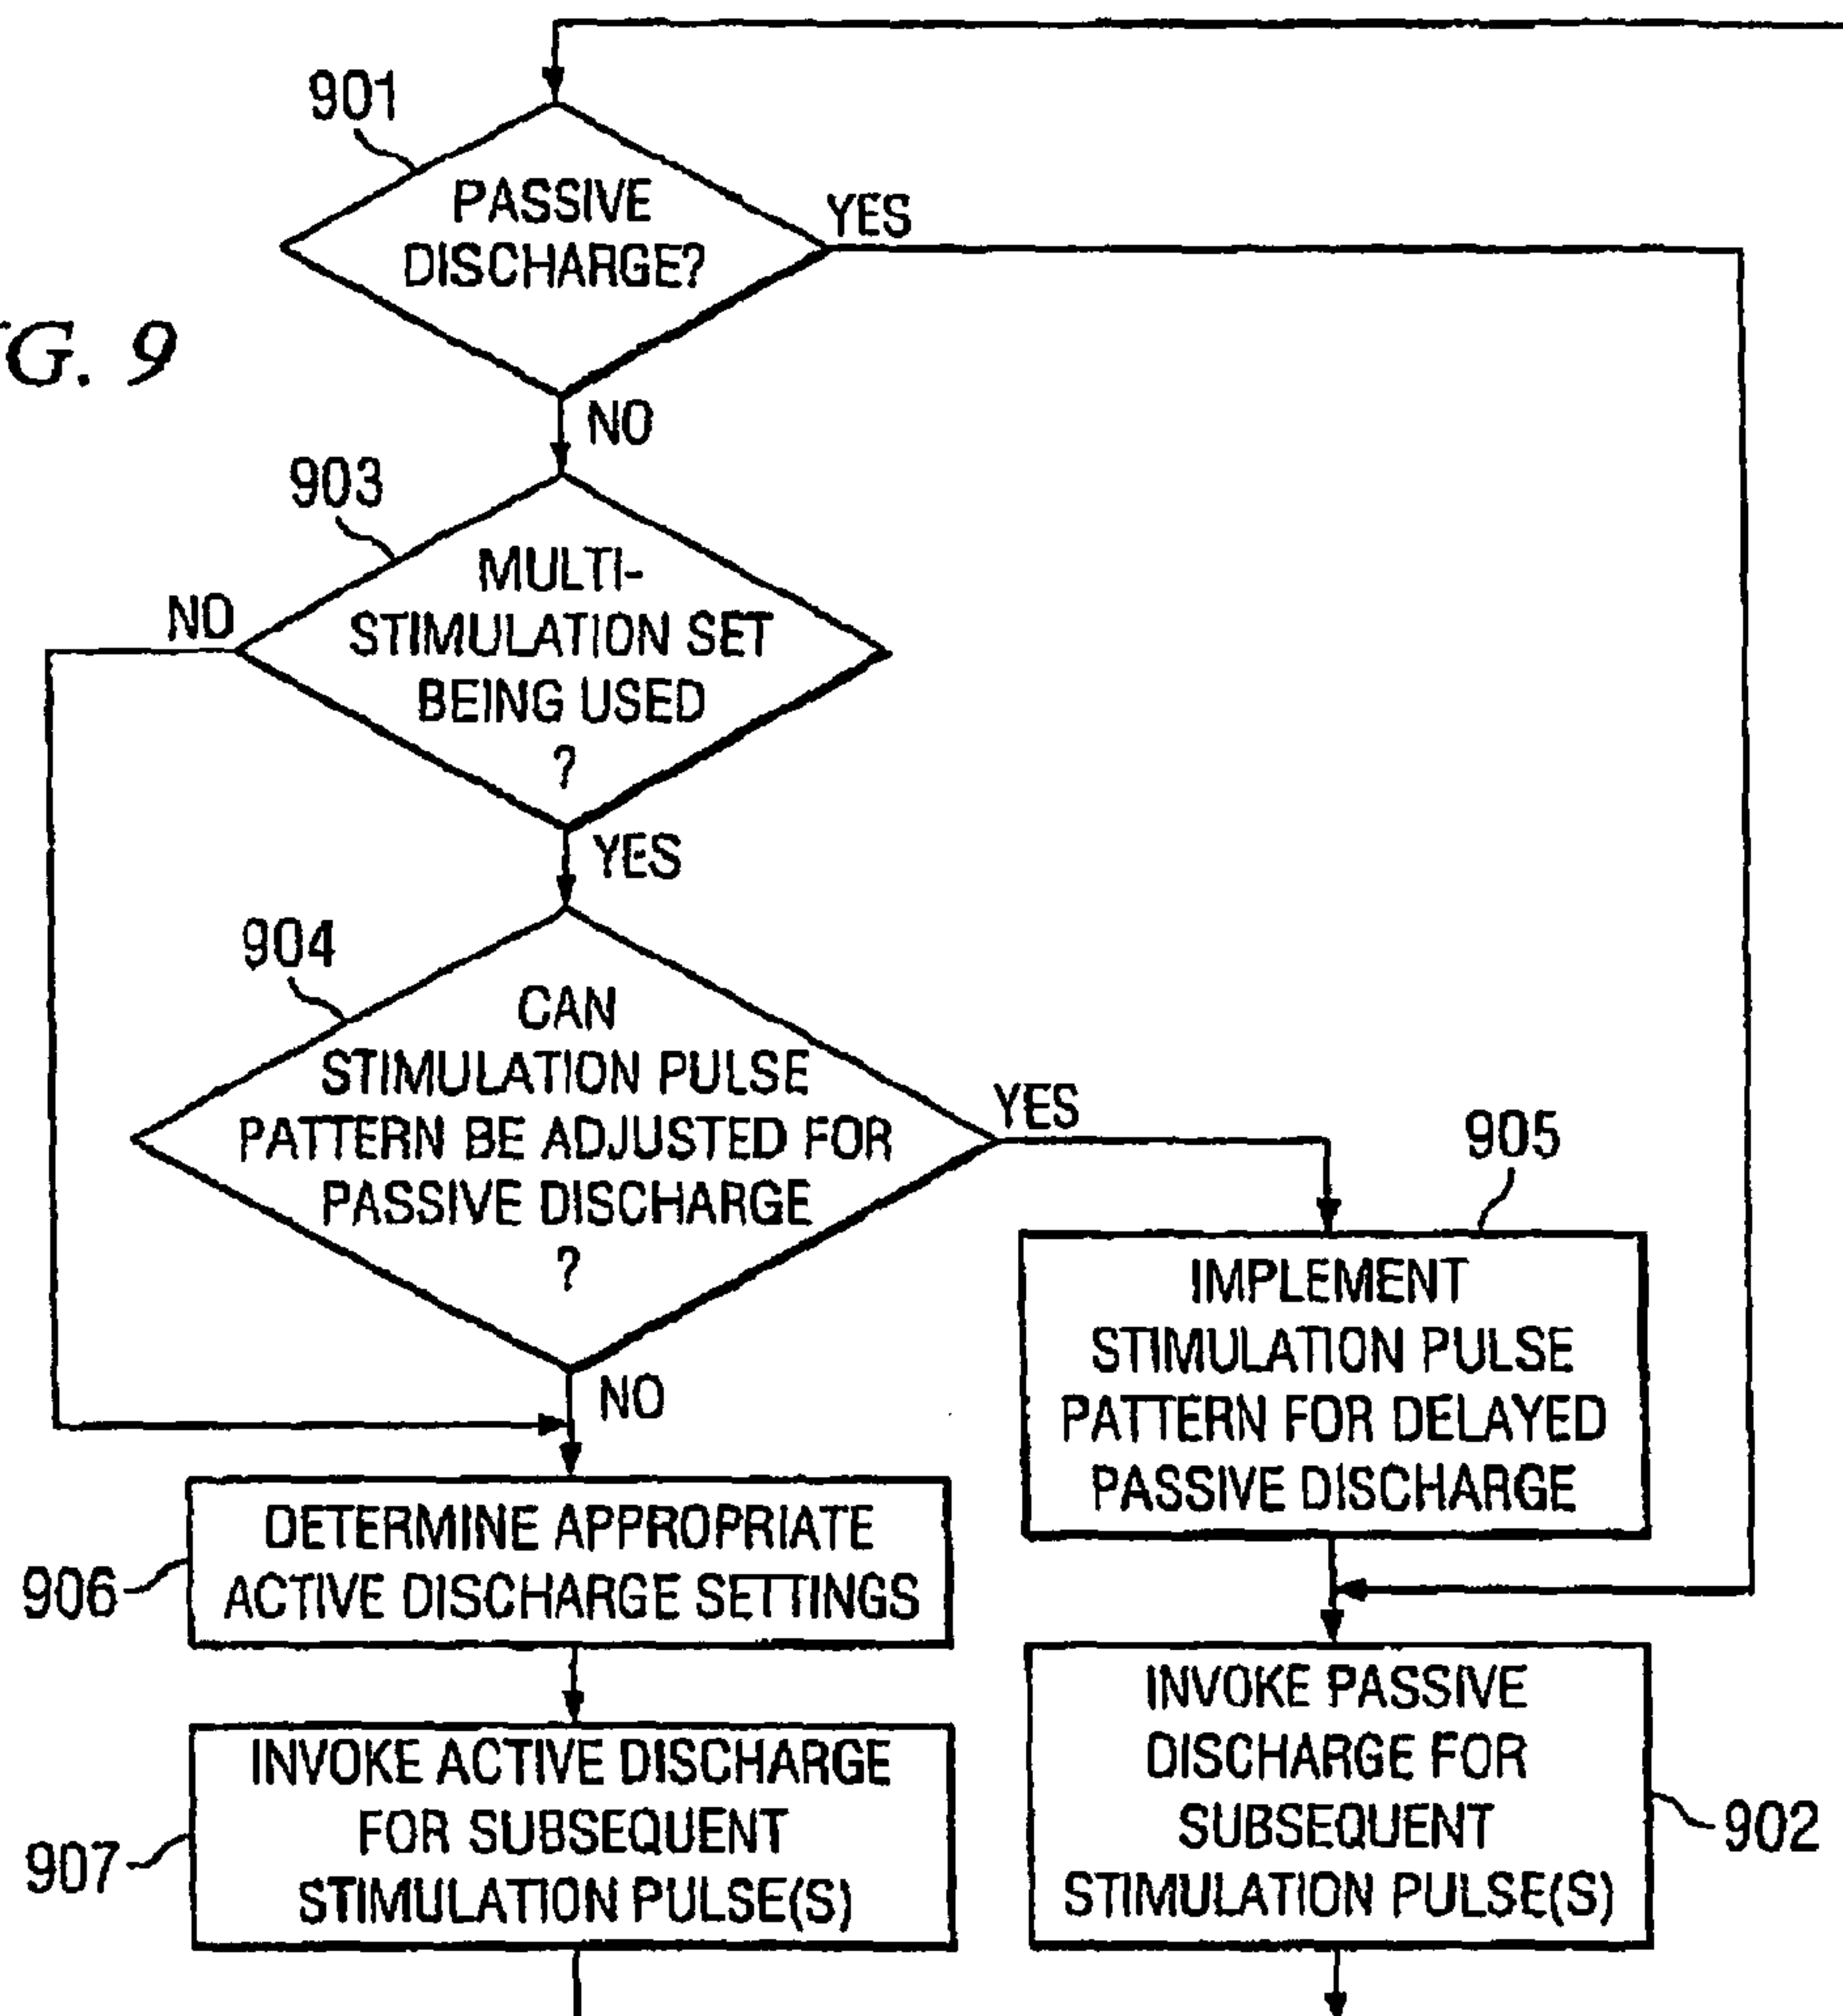 901
PASSIVE
DISCHARGE?
YES
G. 9
NO
903
MULTI-
STIMULATION SET
BEING USED
?
NO
YES
904
CAN
STIMULATION PULSE
PATTERN BE ADJUSTED FOR
PASSIVE DISCHARGE
?
YES
NO
905
IMPLEMENT
STIMULATION PULSE
PATTERN FOR DELAYED
PASSIVE DISCHARGE
906
DETERMINE APPROPRIATE
ACTIVE DISCHARGE SETTINGS
907
INVOKE ACTIVE DISCHARGE
FOR SUBSEQUENT
STIMULATION PULSE(S)
INVOKE PASSIVE
DISCHARGE FOR
SUBSEQUENT
STIMULATION PULSE(S)
902